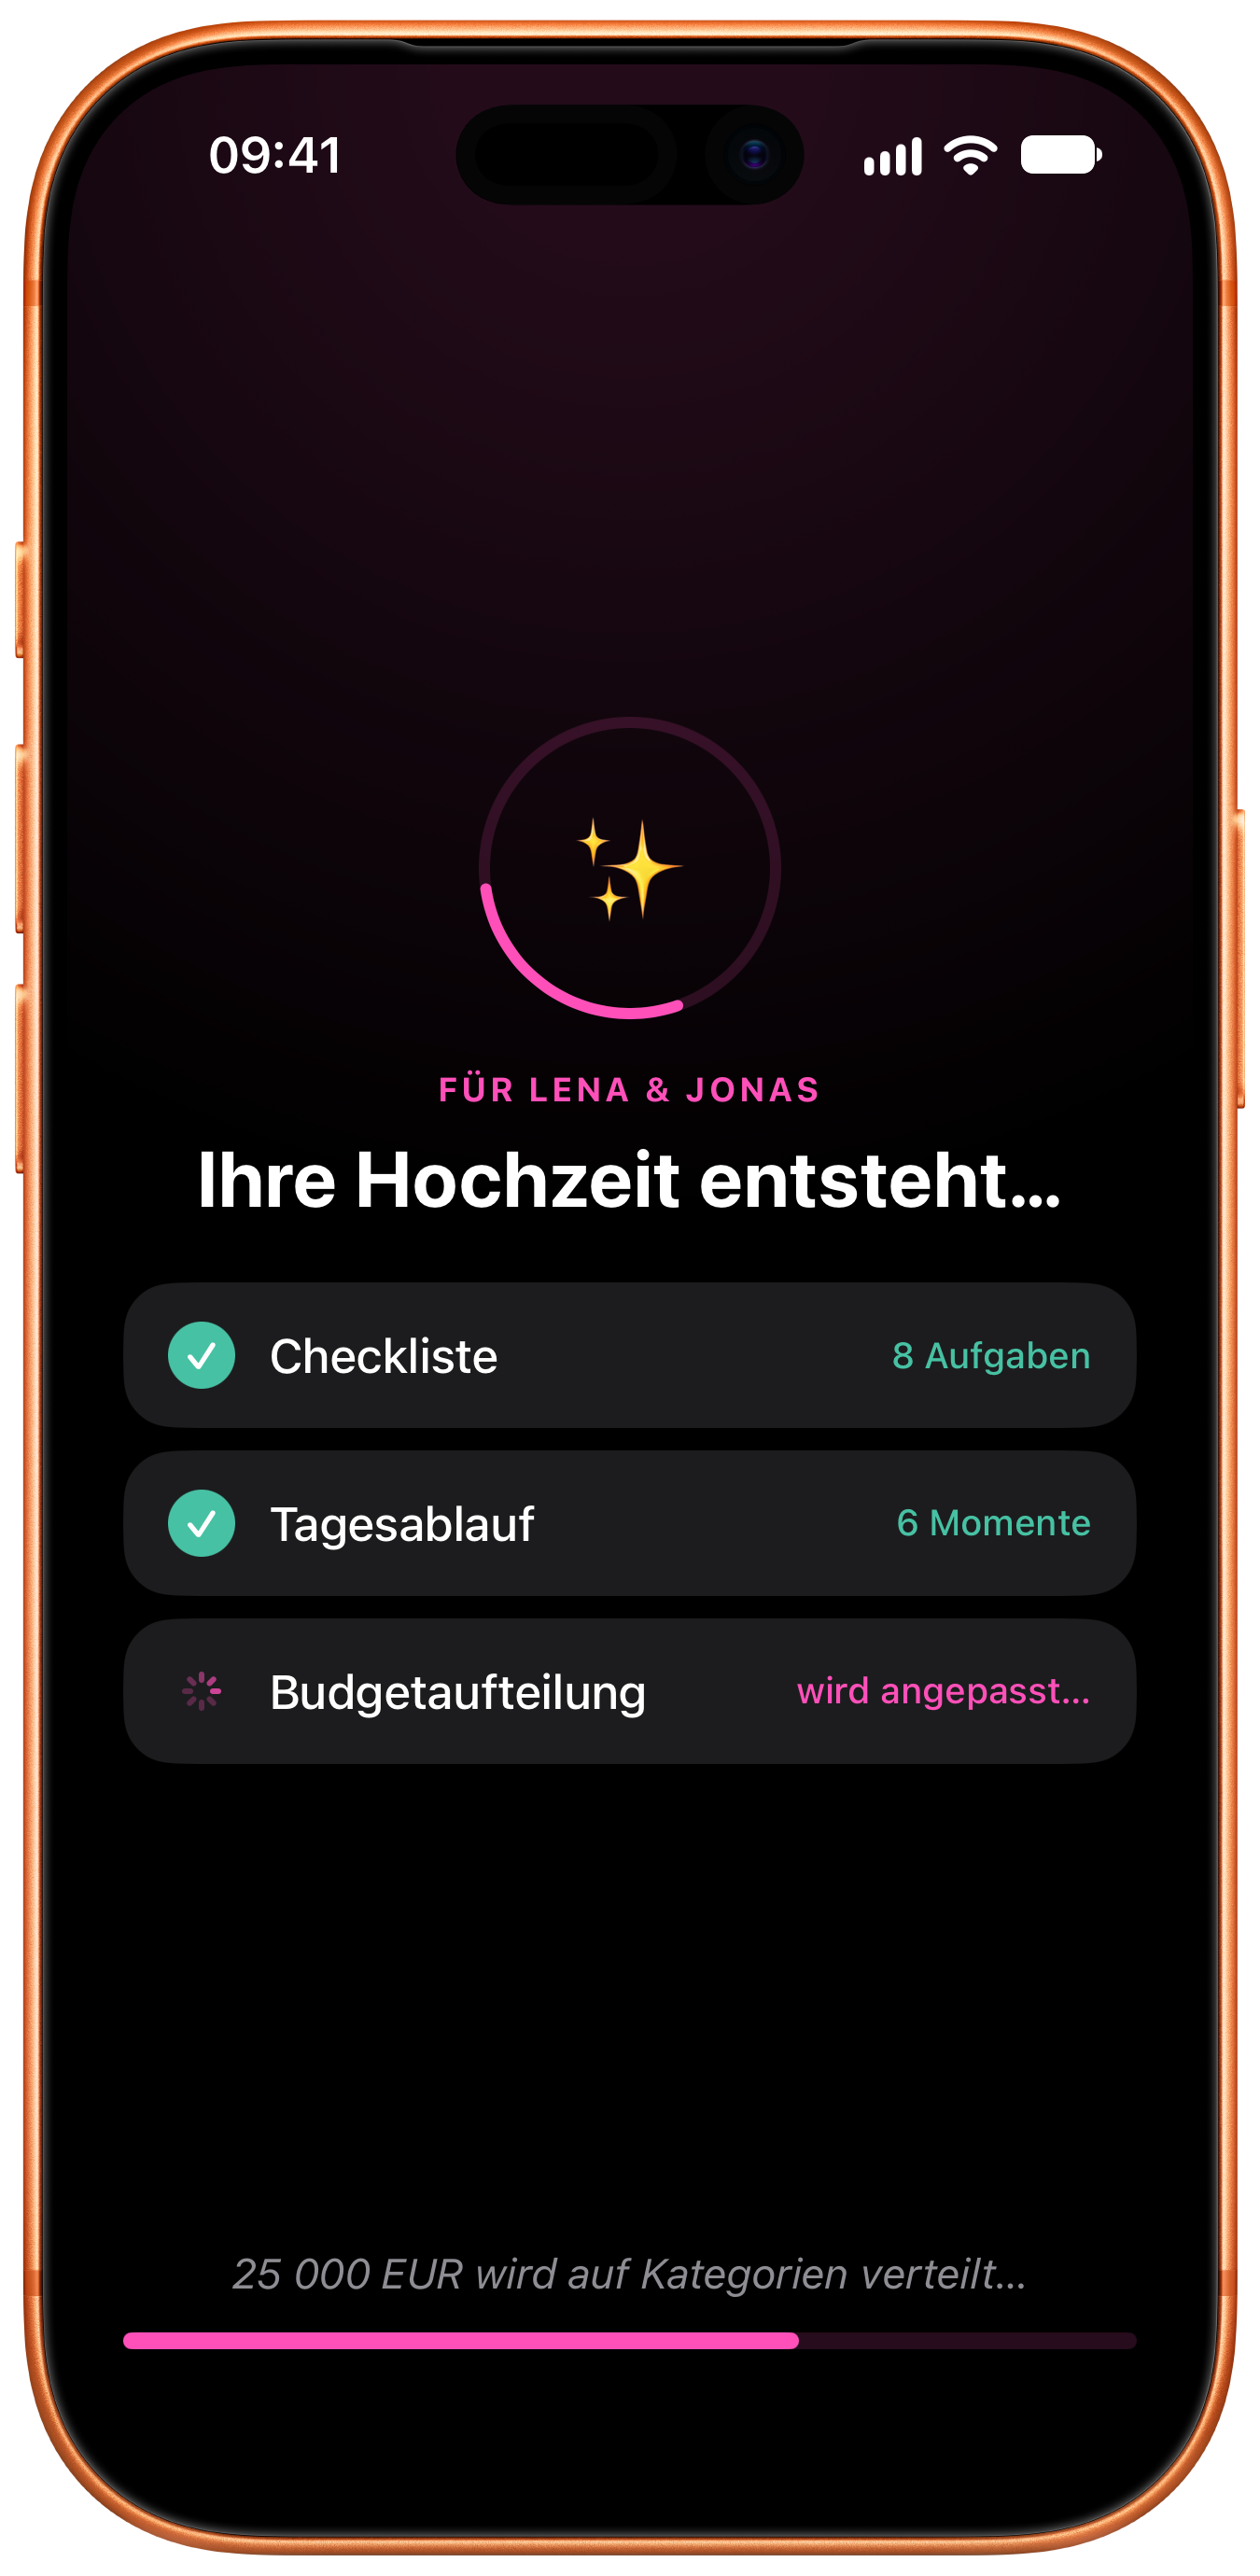 09:41
FÜR LENA & JONAS
Ihre Hochzeit entsteht...
Checkliste
8 Aufgaben
Tagesablauf
6 Momente
Budgetaufteilung
wird angepasst...
25 000 EUR wird auf Kategorien verteilt...